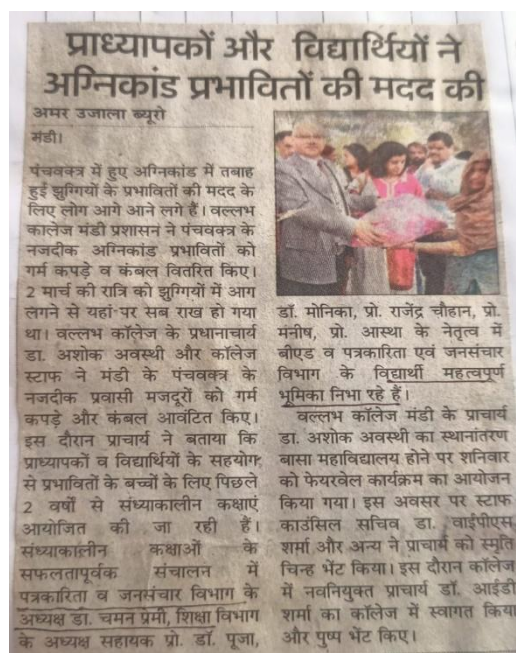 प्राध्यापकों और विद्यार्थियों ने
अग्निकांड प्रभावितों की मदद की
अमर उजाला ब्यूरो
मंडी।
पंचवक्त्र में हुए अग्निकांड में तबाह
हुई झुग्गियों के प्रभावितों की मदद के
लिए लोग आगे आने लगे हैं। वल्लभ
कालेज मंडी प्रशासन ने पंचवक्त्र के
नजदीक अग्निकांड प्रभावितों को
गर्म कपड़े व कंबल वितरित किए।
2 मार्च की रात्रि को झुग्गियों में आग
लगने से यहां पर सब राख हो गया
था। वल्लभ कॉलेज के प्रधानाचार्य
डा. अशोक अवस्थी और कॉलेज
स्टाफ ने मंडी के पंचवक्त्र के
नजदीक प्रवासी मजदूरों को गर्म
कपड़े और कंबल आवंटित किए।
इस दौरान प्राचार्य ने बताया कि
प्राध्यापकों व विद्यार्थियों के सहयोग
से प्रभावितों के बच्चों के लिए पिछले
2 वर्षों से संध्याकालीन कक्षाएं
आयोजित की जा रही हैं।
संध्याकालीन कक्षाओं के
सफलतापूर्वक संचालन में
पत्रकारिता व जनसंचार विभाग के
अध्यक्ष डा. चमन प्रेमी, शिक्षा विभाग
के अध्यक्ष सहायक प्रो. डॉ. पूजा,
डॉ. मोनिका, प्रो. राजेंद्र चौहान, प्रो.
मनीष, प्रो. आस्था के नेतृत्व में
बीएड व पत्रकारिता एवं जनसंचार
विभाग के विद्यार्थी महत्वपूर्ण
भूमिका निभा रहे हैं।
वल्लभ कॉलेज मंडी के प्राचार्य
डा. अशोक अवस्थी का स्थानांतरण
बासा महाविद्यालय होने पर शनिवार
को फेयरवेल कार्यक्रम का आयोजन
किया गया। इस अवसर पर स्टाफ
काउंसिल सचिव डा. वाईपीएस
शर्मा और अन्य ने प्राचार्य को स्मृति
चिन्ह भेंट किया। इस दौरान कॉलेज
में नवनियुक्त प्राचार्य डॉ. आईडी
शर्मा का कॉलेज में स्वागत किया
और पुष्प भेंट किए।